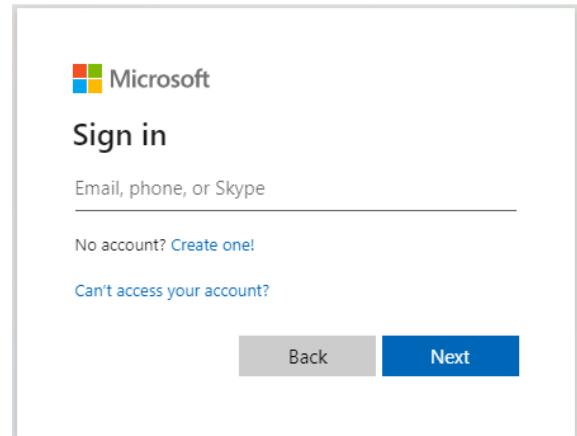 Microsoft
Sign in
Email, phone, or Skype
No account? Create one!
Can't access your account?
Back Next